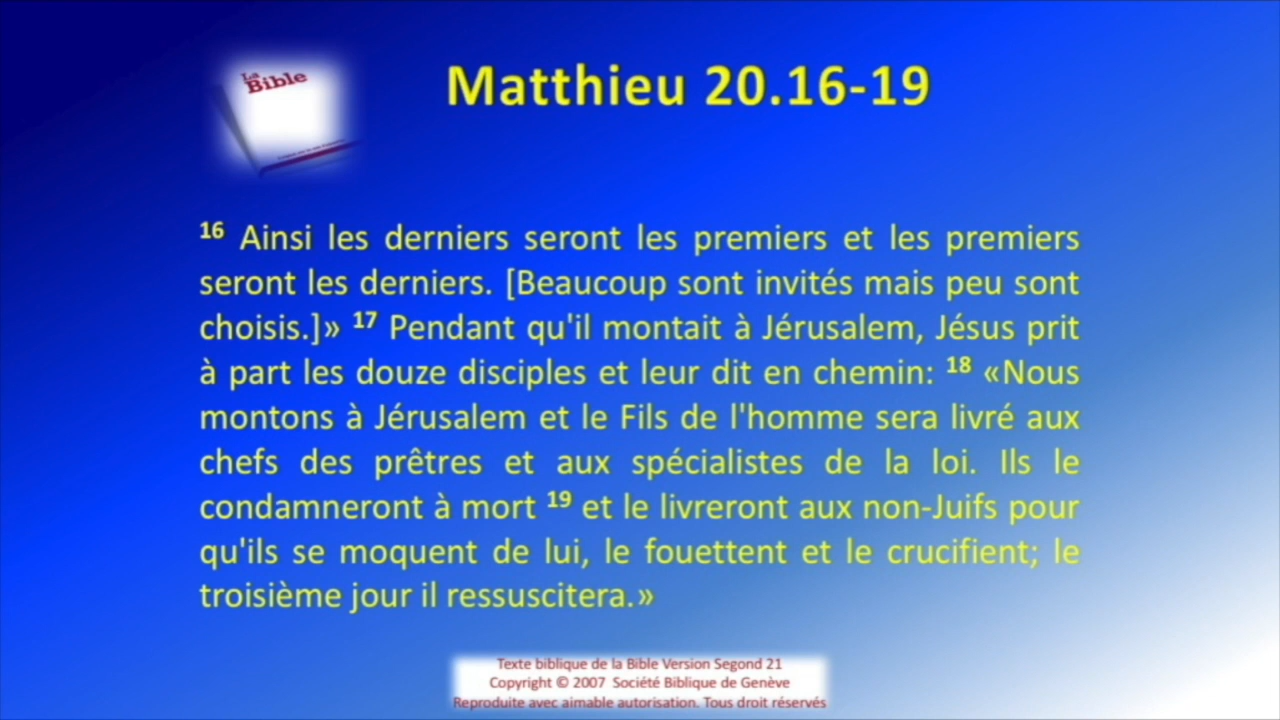 La
Bible
Matthieu 20.16-19
16 Ainsi les derniers seront les premiers et les premiers
seront les derniers. [Beaucoup sont invités mais peu sont
choisis.]» 17 Pendant qu'il montait à Jérusalem, Jésus prit
à part les douze disciples et leur dit en chemin: 18 «Nous
montons à Jérusalem et le Fils de l'homme sera livré aux
chefs des prêtres et aux spécialistes de la loi. Ils le
condamneront à mort 19 et le livreront aux non-Juifs pour
qu'ils se moquent de lui, le fouettent et le crucifient; le
troisième jour il ressuscitera.»
Texte biblique de la Bible Version Segond 21
Copyright © 2007 Société Biblique de Genève
Reproduite avec aimable autorisation. Tous droit réservés